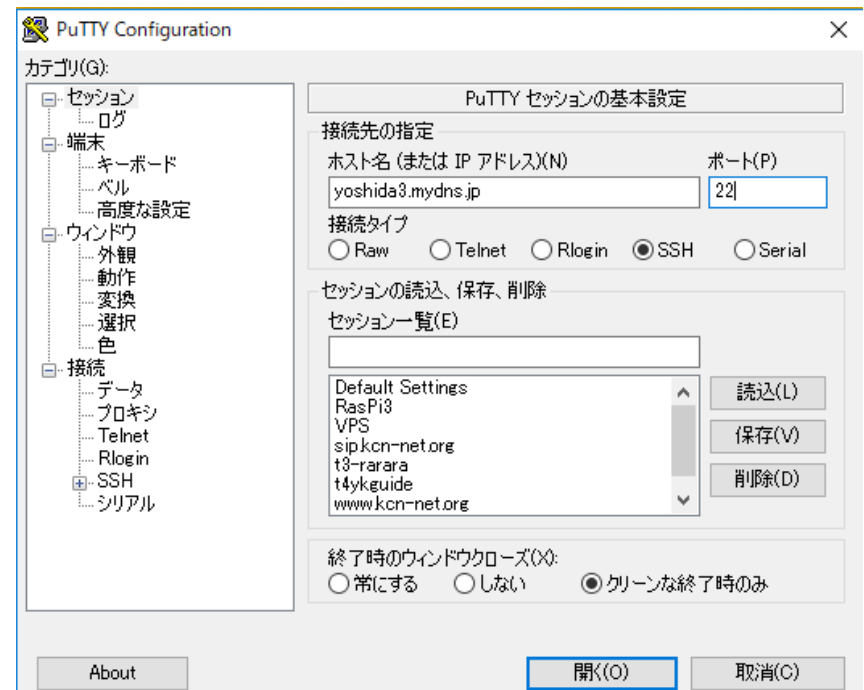 PuTTY Configuration
カテゴリ(G):
セッション
ログ
端末
キーボード
ベル
高度な設定
ウィンドウ
外観
動作
変換
選択
色
接続
データ
プロキシ
Telnet
Rlogin
SSH
シリアル
PuTTY セッションの基本設定
接続先の指定
ホスト名 (または IP アドレス)(N) ポート(P)
yoshida3.mydns.jp 22
接続タイプ
Raw Telnet Rlogin SSH Serial
セッションの読込、保存、削除
セッション一覧(E)
Default Settings
RasPi3
VPS
sip.kcn-net.org
t3-rarara
t4ykguide
www.kcn-net.org
読込(L)
保存(V)
削除(D)
終了時のウィンドウクローズ(X):
常にする しない クリーンな終了時のみ
About 開く(O) 取消(C)